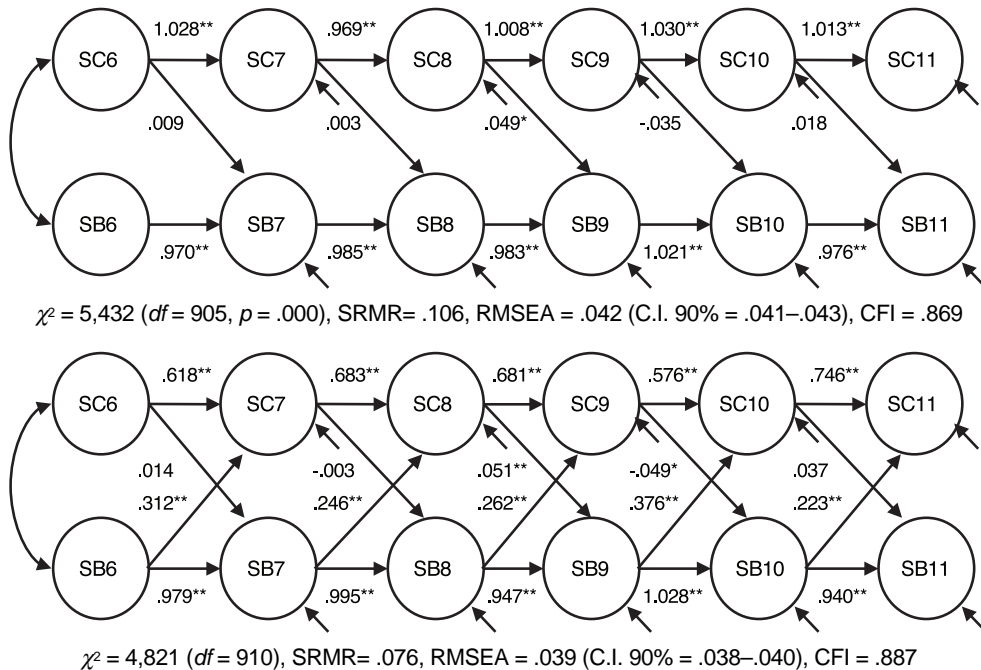 1.028** .969** 1.008** 1.030** 1.013**
SC6 SC7 SC8 SC9 SC10 SC11
.009 .003 .049* -.035 .018
SB6 SB7 SB8 SB9 SB10 SB11
.970** .985** .983** 1.021** .976**
χ² = 5,432 (df = 905, p = .000), SRMR= .106, RMSEA = .042 (C.I. 90% = .041–.043), CFI = .869
.618** .683** .681** .576** .746**
SC6 SC7 SC8 SC9 SC10 SC11
.014 -.003 .051** -.049* .037
.312** .246** .262** .376** .223**
SB6 SB7 SB8 SB9 SB10 SB11
.979** .995** .947** 1.028** .940**
χ² = 4,821 (df = 910), SRMR= .076, RMSEA = .039 (C.I. 90% = .038–.040), CFI = .887